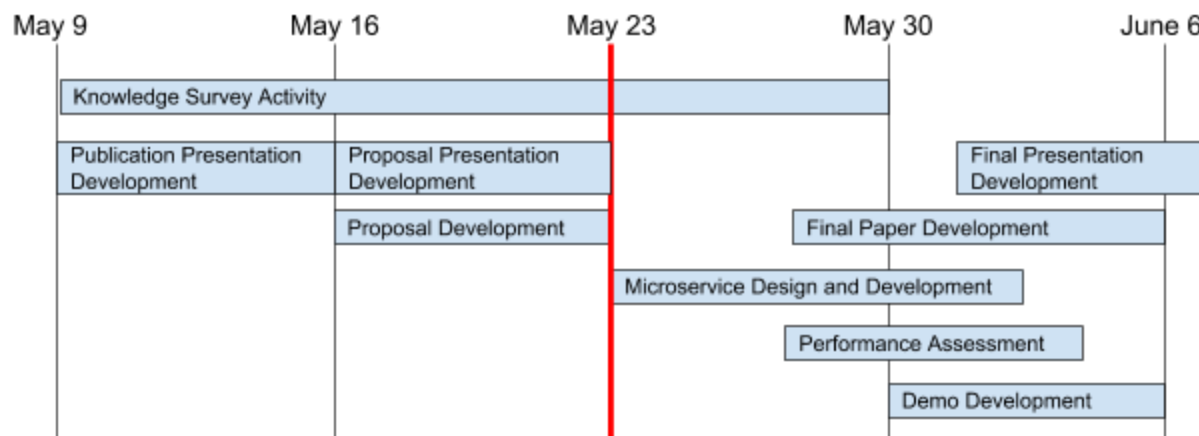 May 9 May 16 May 23 May 30 June 6
Knowledge Survey Activity
Publication Presentation
Development
Proposal Presentation
Development
Final Presentation
Development
Proposal Development
Final Paper Development
Microservice Design and Development
Performance Assessment
Demo Development